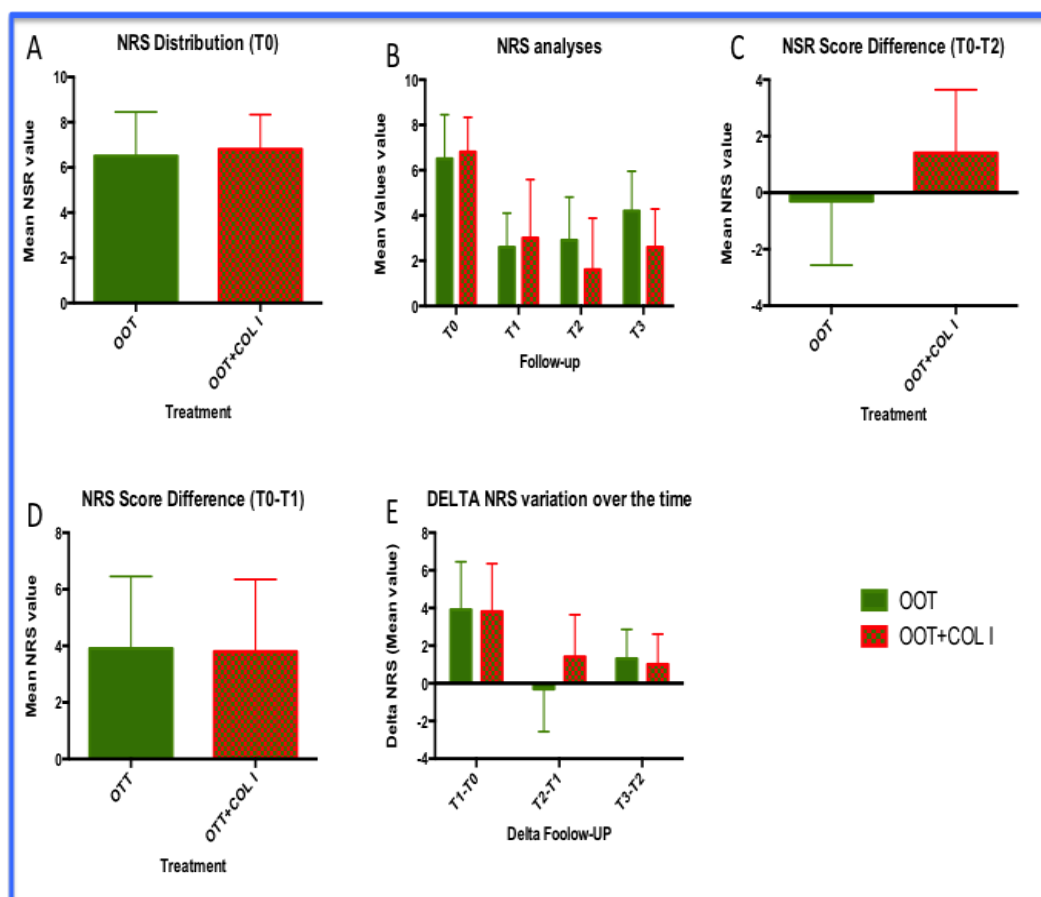 A
NRS Distribution (T0)
Mean NSR value
10
8
6
4
2
0
OOT
OOT+COL I
Treatment
B
NRS analyses
Mean Values value
10
8
6
4
2
0
T0
T1
T2
T3
Follow-up
C
NSR Score Difference (T0-T2)
Mean NRS value
4
2
0
-2
-4
OOT
OOT+COL I
Treatment
D
NRS Score Difference (T0-T1)
Mean NRS value
8
6
4
2
0
OTT
OTT+COL I
Treatment
E
DELTA NRS variation over the time
Delta NRS (Mean value)
8
6
4
2
0
-2
-4
T1-T0
T2-T1
T3-T2
Delta Foolow-UP
OOT
OOT+COL I